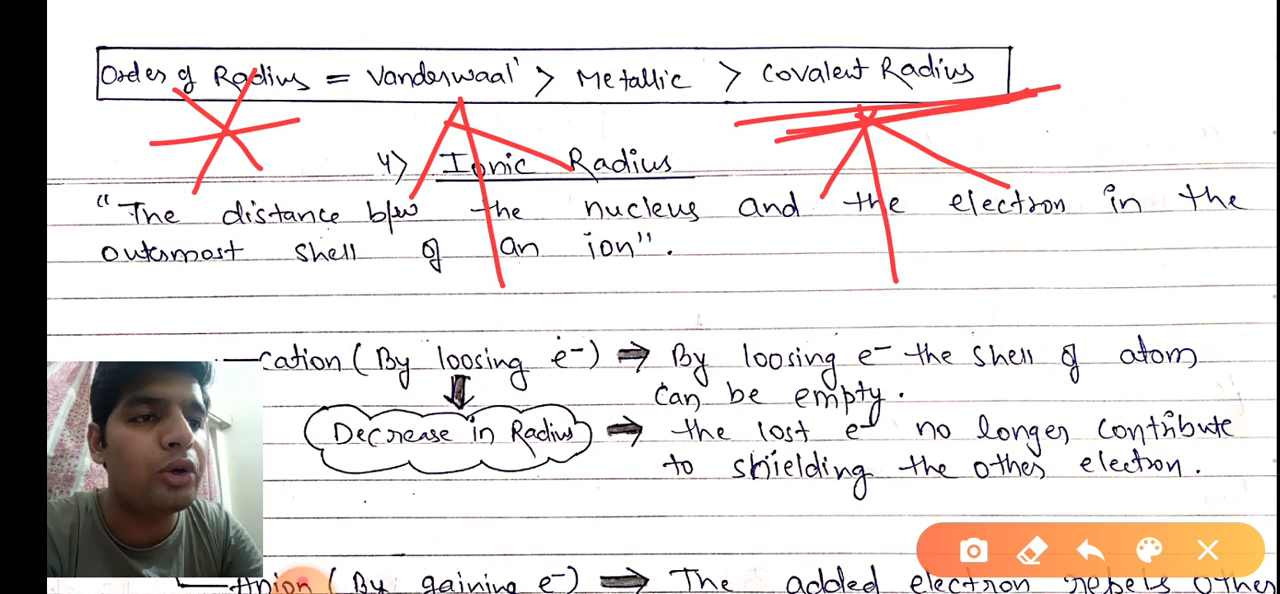 Order of Radius = Vanderwaal' > Metallic > Covalent Radius
4> Ionic Radius
"The distance b/w the nucleus and the electron in the
outermost shell of an ion".
cation (By loosing e-) ⇒ By loosing e- the shell of atom
can be empty.
Decrease in Radius ⇒ the lost e- no longer contribute
to shielding the other electron.
Anion (By gaining e-) ⇒ The added electron repels other